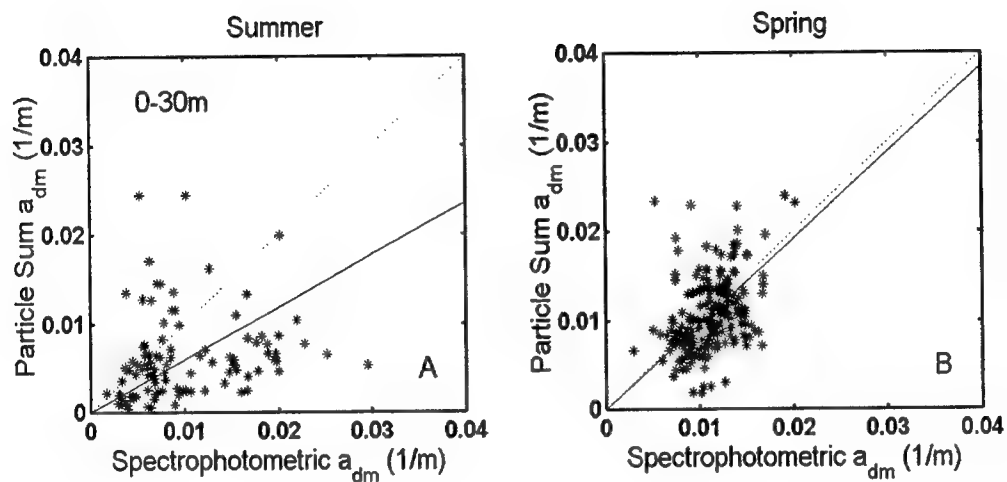 Summer
0.04
0.03
0.02
0.01
0
0-30m
A
Particle Sum a_dm (1/m)
0 0.01 0.02 0.03 0.04
Spectrophotometric a_dm (1/m)
Spring
0.04
0.03
0.02
0.01
0
B
Particle Sum a_dm (1/m)
0 0.01 0.02 0.03 0.04
Spectrophotometric a_dm (1/m)